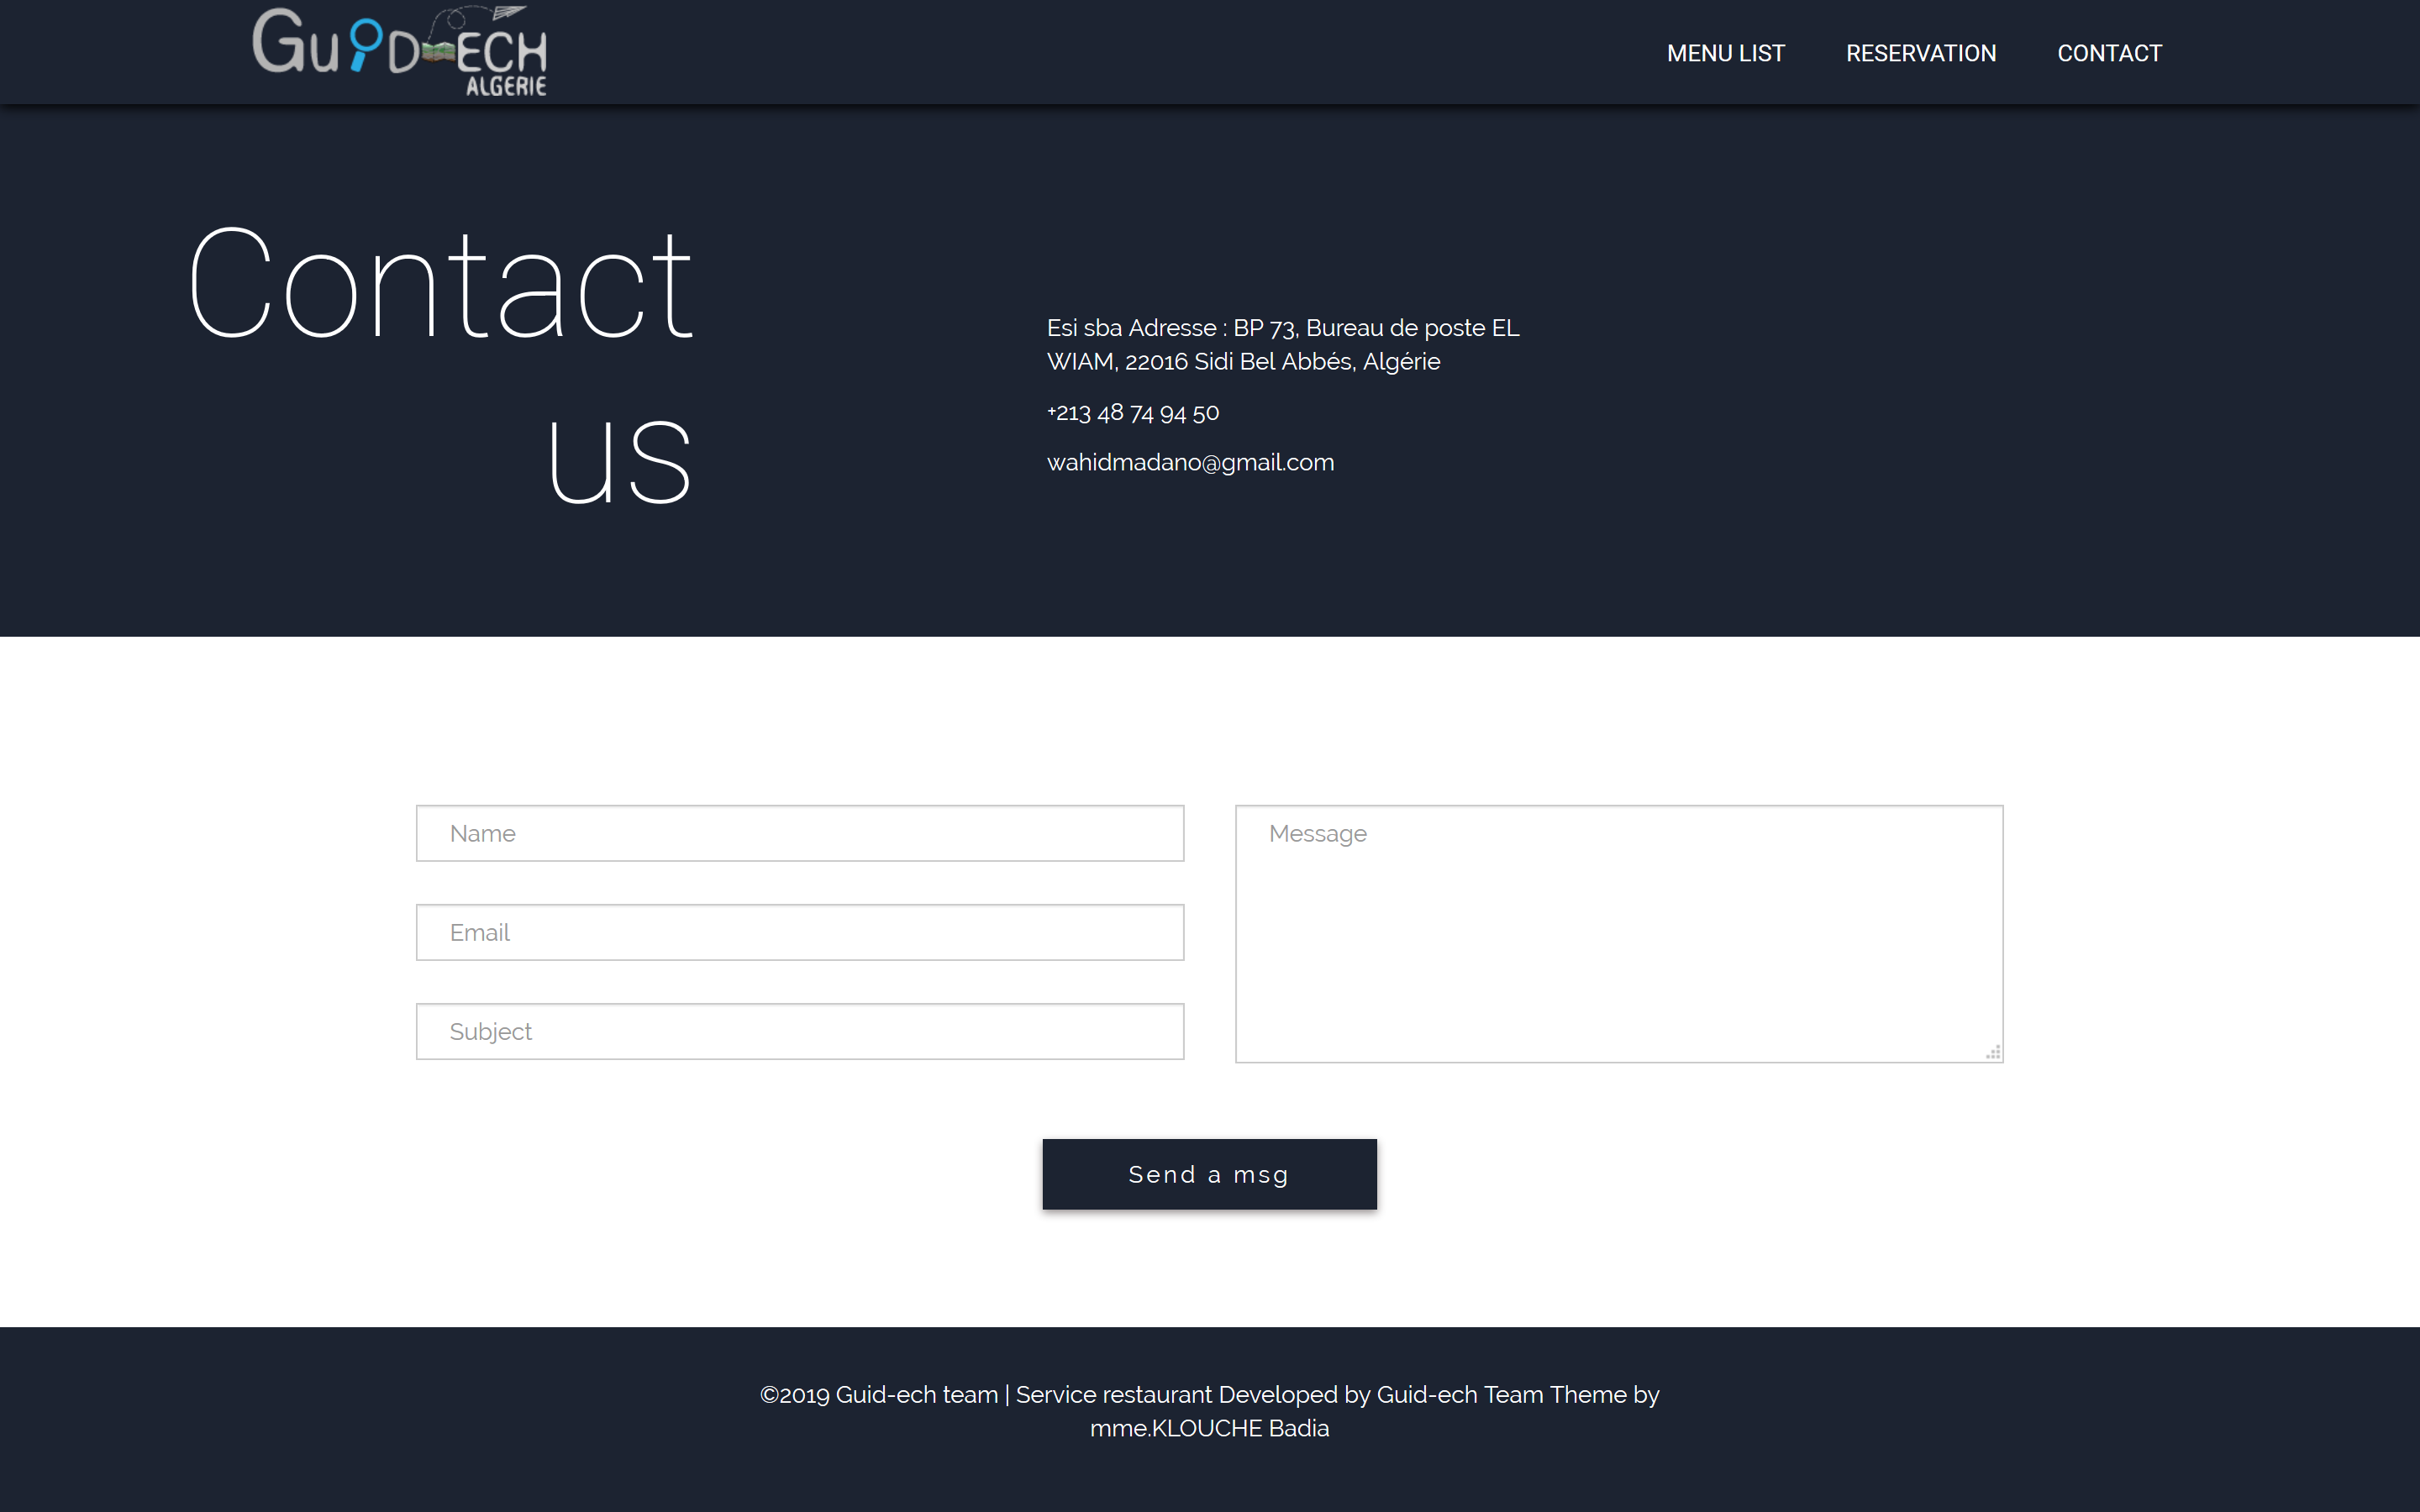 GuiD-ECH
ALGERIE
MENU LIST
RESERVATION
CONTACT
Contact
us
Esi sba Adresse : BP 73, Bureau de poste EL
WIAM, 22016 Sidi Bel Abbés, Algérie
+213 48 74 94 50
wahidmadano@gmail.com
Name
Email
Subject
Message
Send a msg
©2019 Guid-ech team | Service restaurant Developed by Guid-ech Team Theme by
mme.KLOUCHE Badia